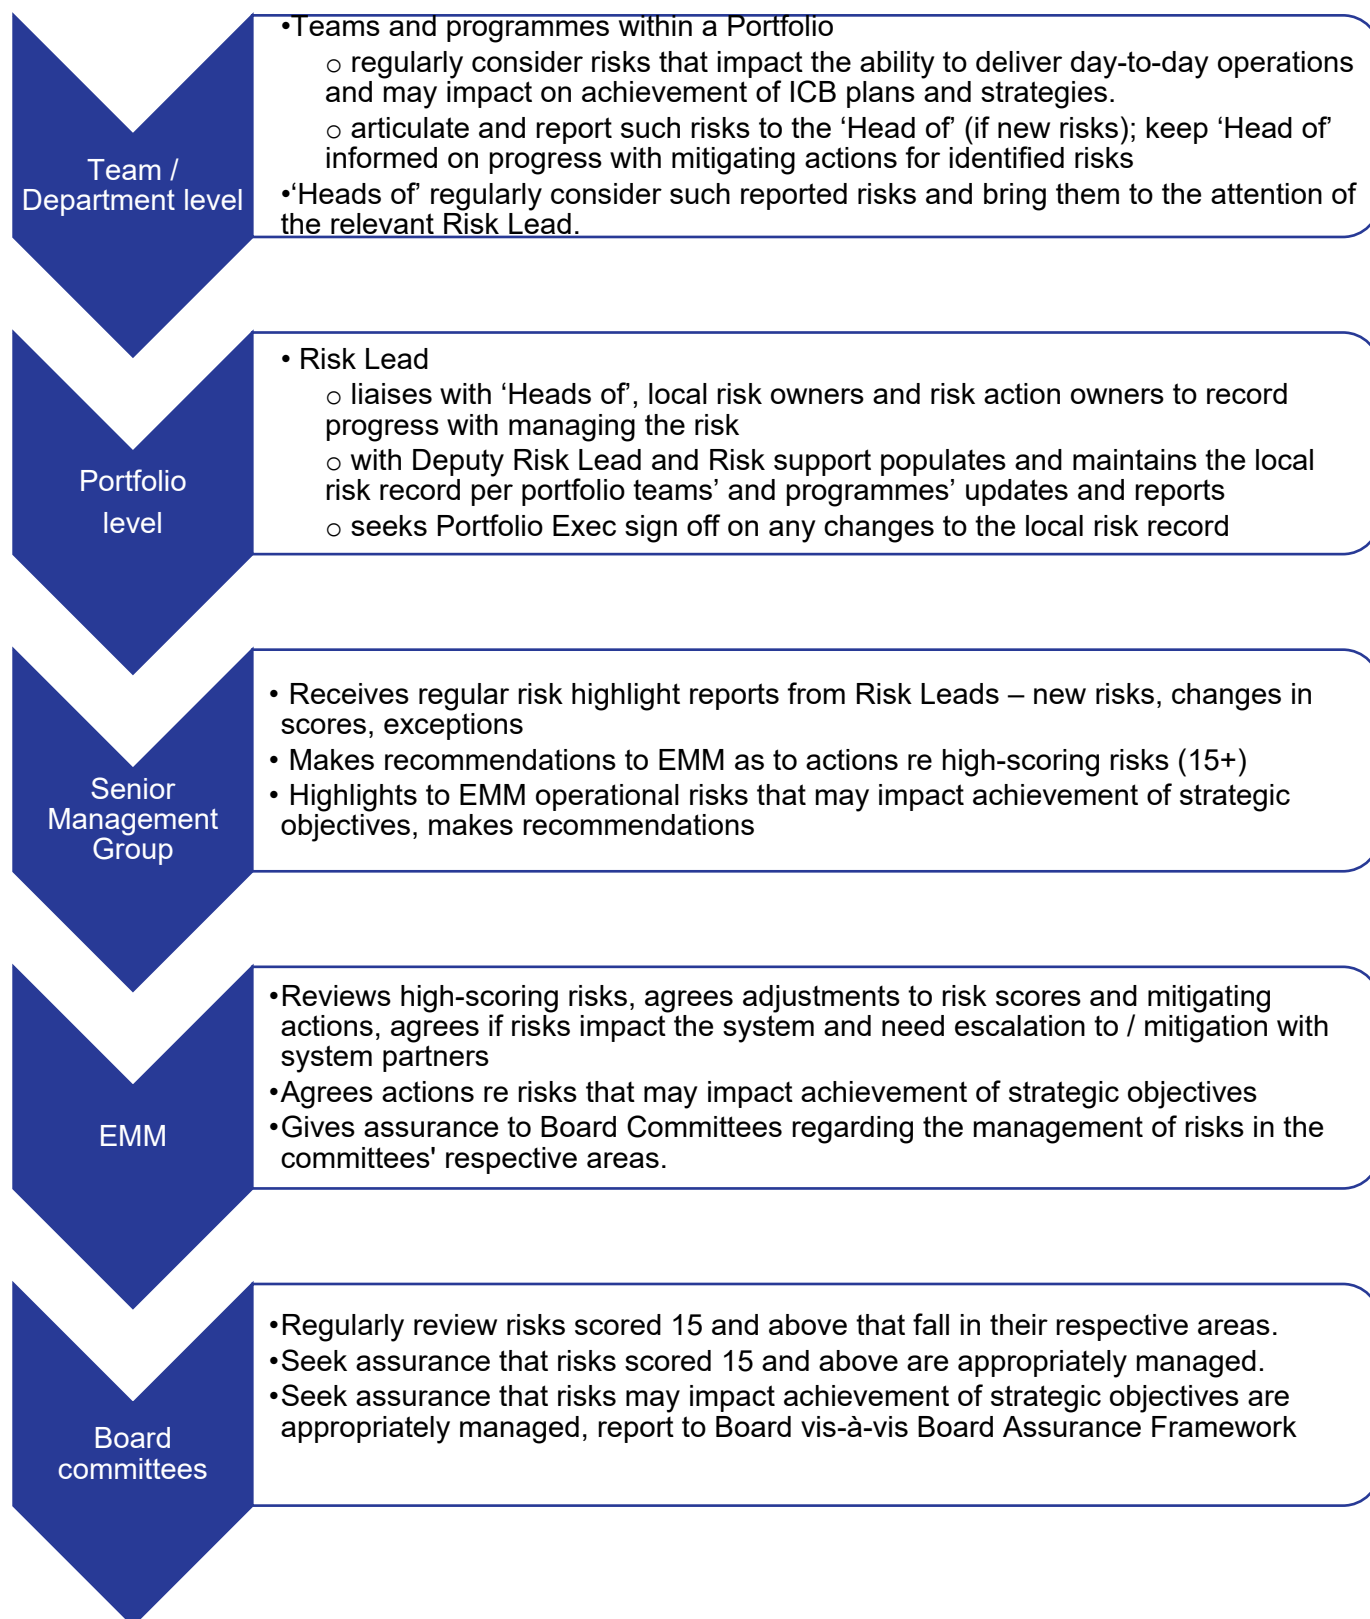 •Teams and programmes within a Portfolio
o regularly consider risks that impact the ability to deliver day-to-day operations
and may impact on achievement of ICB plans and strategies.
o articulate and report such risks to the ‘Head of’ (if new risks); keep ‘Head of’
informed on progress with mitigating actions for identified risks
•‘Heads of’ regularly consider such reported risks and bring them to the attention of
the relevant Risk Lead.
Team /
Department level
• Risk Lead
o liaises with ‘Heads of’, local risk owners and risk action owners to record
progress with managing the risk
o with Deputy Risk Lead and Risk support populates and maintains the local
risk record per portfolio teams’ and programmes’ updates and reports
o seeks Portfolio Exec sign off on any changes to the local risk record
Portfolio
level
• Receives regular risk highlight reports from Risk Leads – new risks, changes in
scores, exceptions
• Makes recommendations to EMM as to actions re high-scoring risks (15+)
• Highlights to EMM operational risks that may impact achievement of strategic
objectives, makes recommendations
Senior
Management
Group
•Reviews high-scoring risks, agrees adjustments to risk scores and mitigating
actions, agrees if risks impact the system and need escalation to / mitigation with
system partners
•Agrees actions re risks that may impact achievement of strategic objectives
•Gives assurance to Board Committees regarding the management of risks in the
committees' respective areas.
EMM
•Regularly review risks scored 15 and above that fall in their respective areas.
•Seek assurance that risks scored 15 and above are appropriately managed.
•Seek assurance that risks may impact achievement of strategic objectives are
appropriately managed, report to Board vis-à-vis Board Assurance Framework
Board
committees